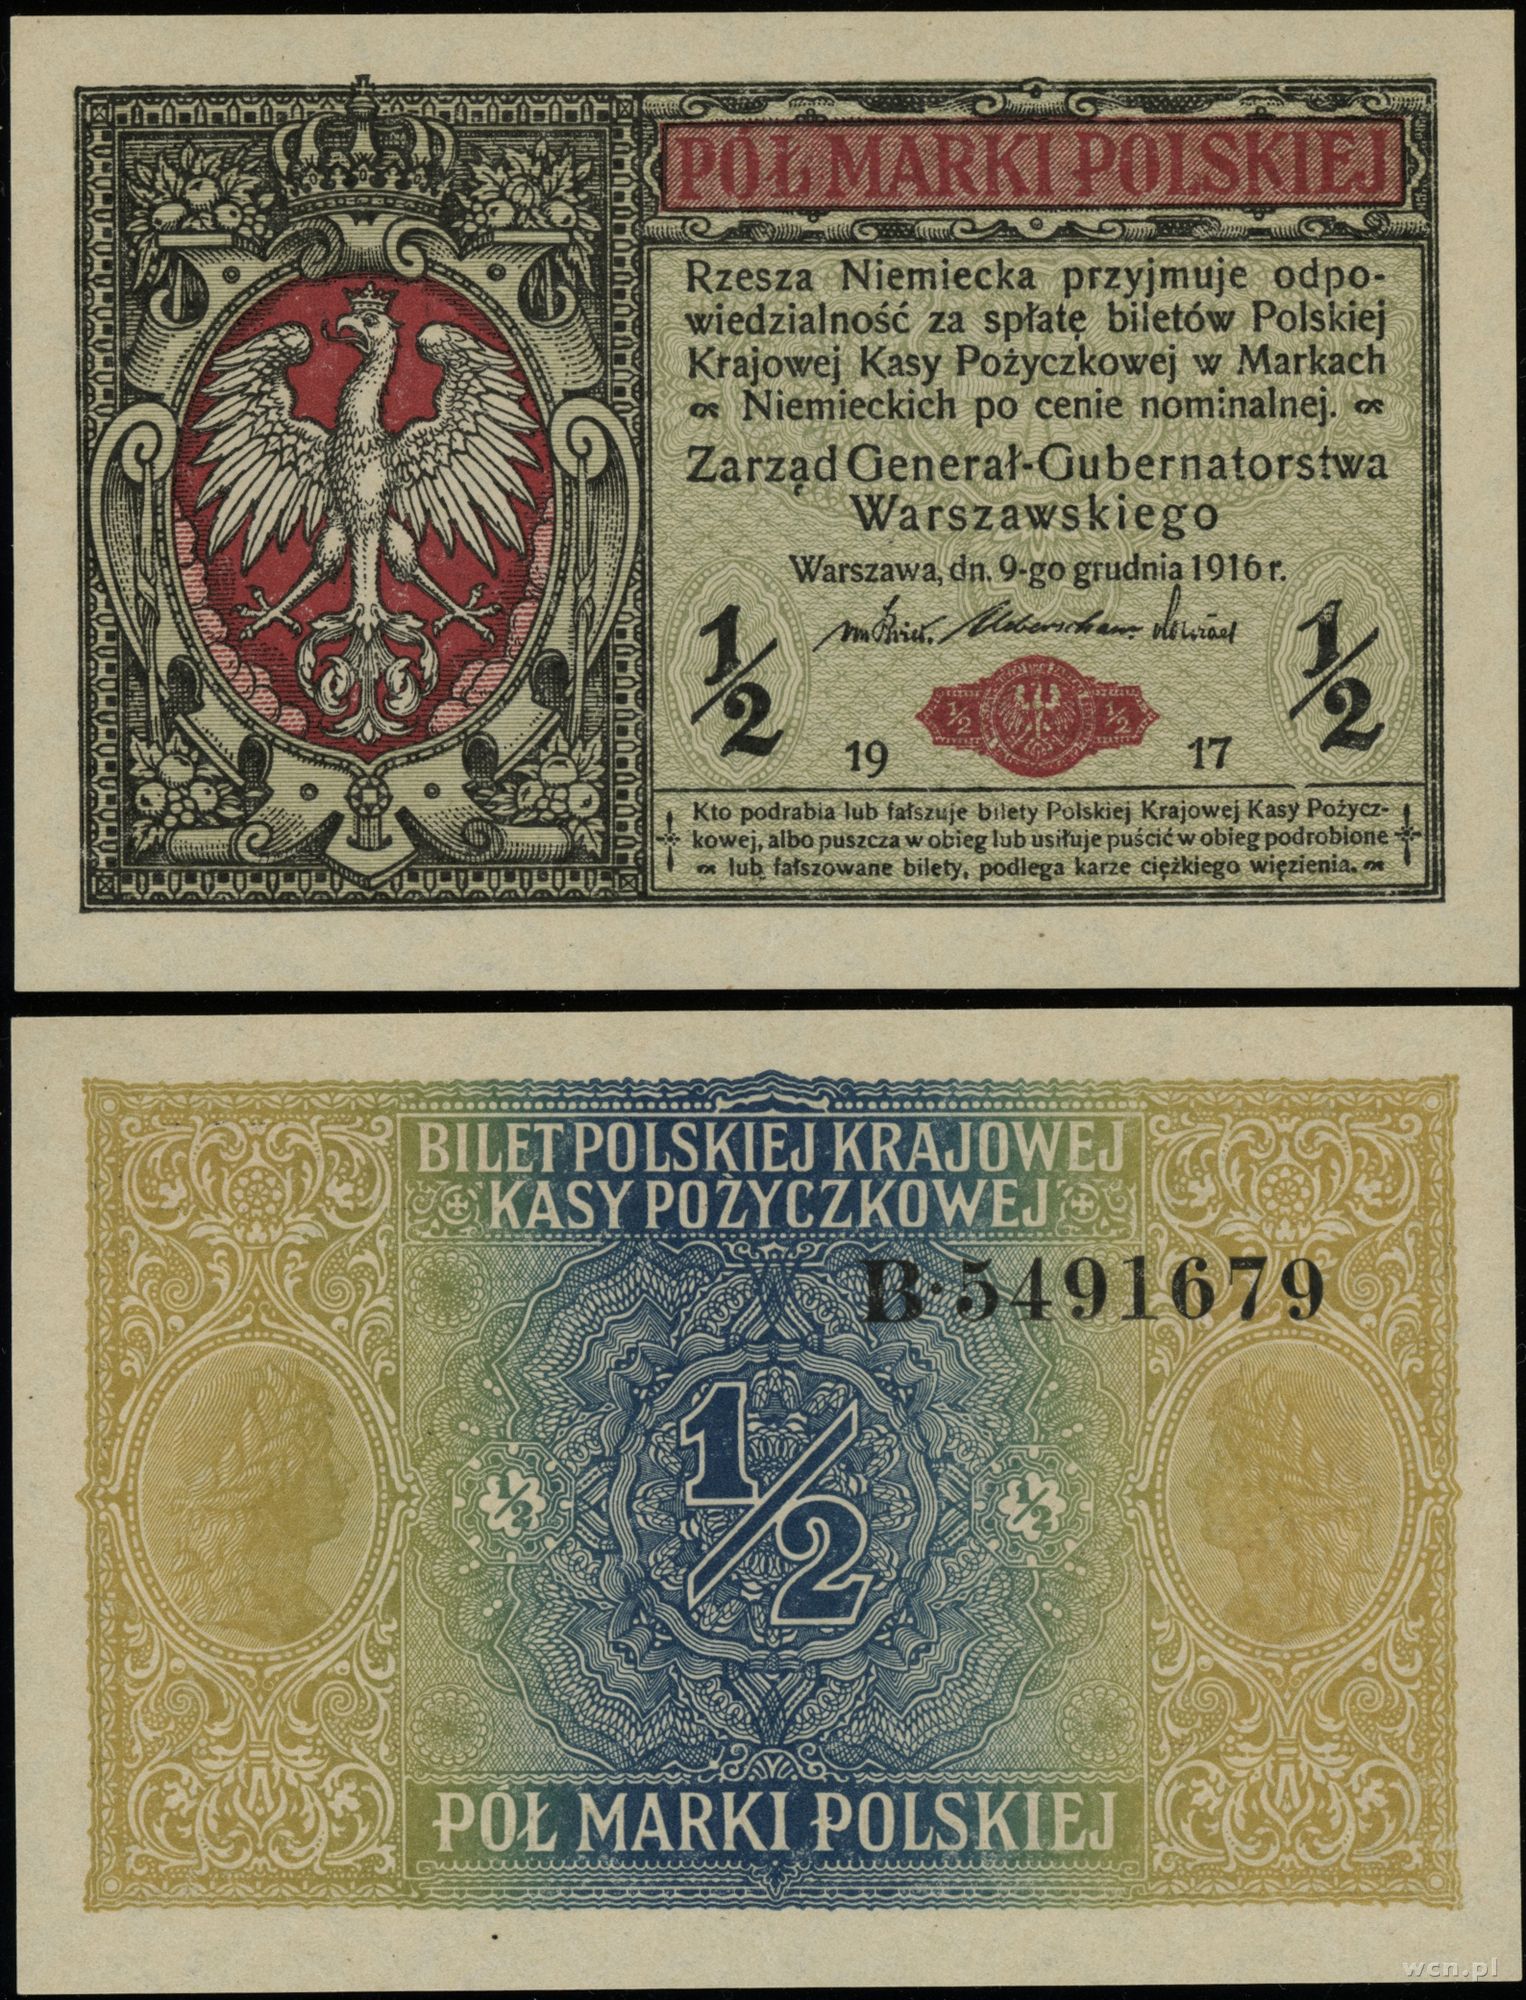 PÓŁ MARKI POLSKIEJ
Rzesza Niemiecka przyjmuje odpo-
wiedzialność za spłatę biletów Polskiej
Krajowej Kasy Pożyczkowej w Markach
Niemieckich po cenie nominalnej.
Zarząd Generał-Gubernatorstwa
Warszawskiego
Warszawa, dn. 9-go grudnia 1916 r.
1/2 1/2
1/2 1/2
19 17
Kto podrabia lub fałszuje bilety Polskiej Krajowej Kasy Pożycz-
kowej, albo puszcza w obieg lub usiłuje puścić w obieg podrobione
lub fałszowane bilety, podlega karze ciężkiego więzienia.
BILET POLSKIEJ KRAJOWEJ
KASY POŻYCZKOWEJ
B·5491679
1/2 1/2 1/2
PÓŁ MARKI POLSKIEJ
wcn.pl